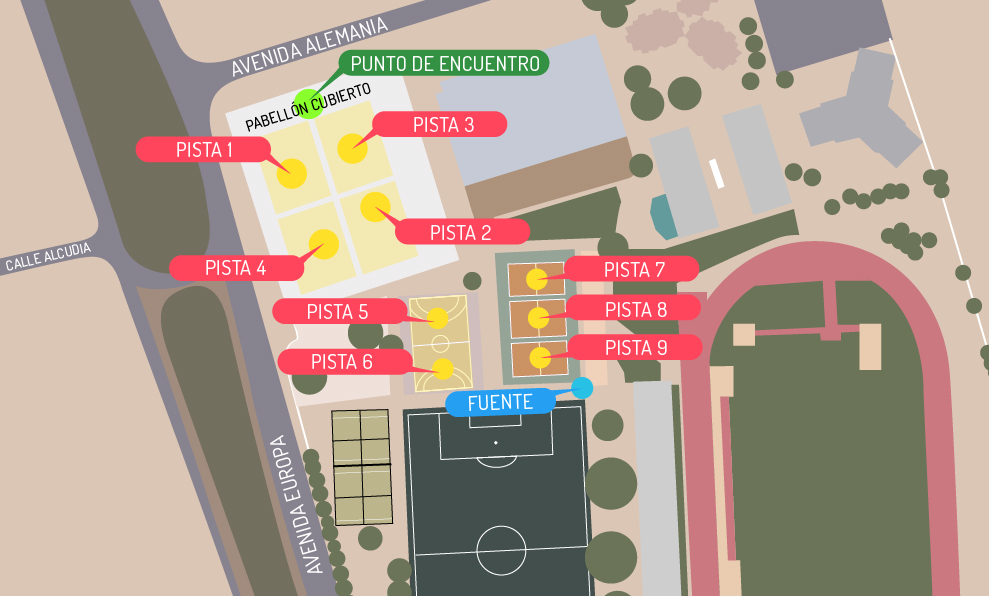 AVENIDA ALEMANIA
PUNTO DE ENCUENTRO
PABELLÓN CUBIERTO
PISTA 3
PISTA 1
PISTA 2
CALLE ALCUDIA
PISTA 4
PISTA 7
PISTA 5
PISTA 8
PISTA 9
PISTA 6
FUENTE
AVENIDA EUROPA